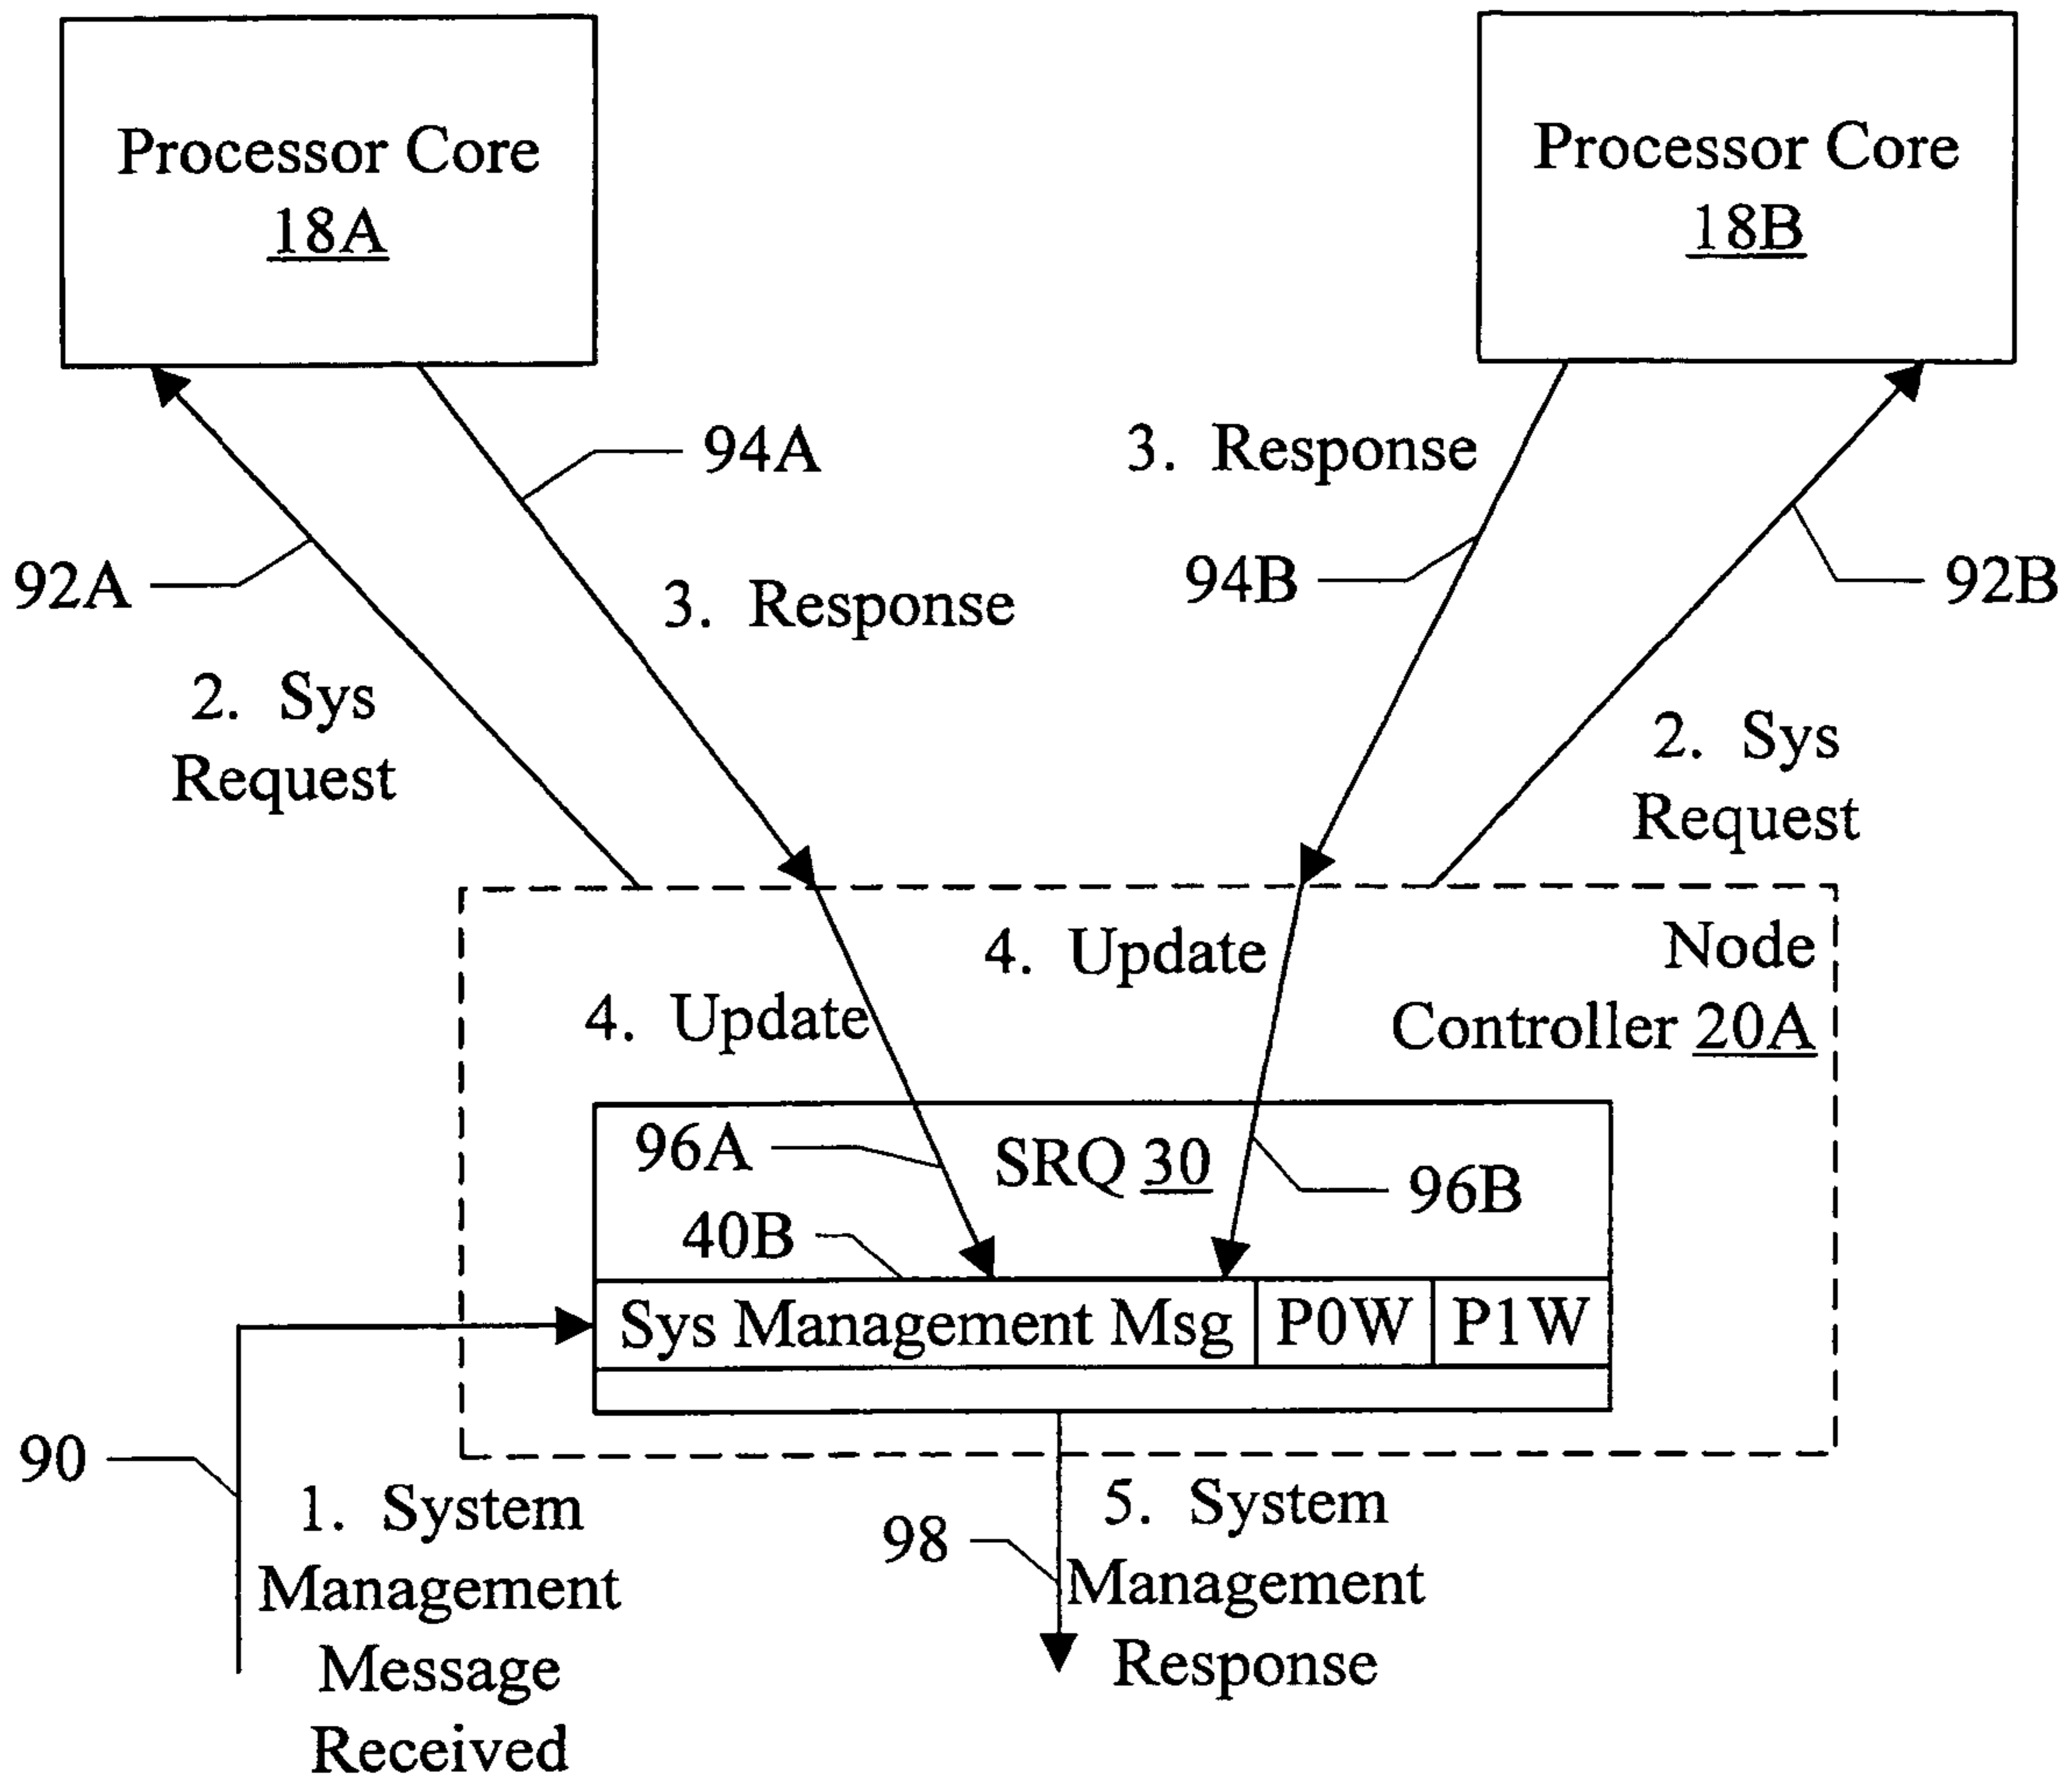 Processor Core
18A
Processor Core
18B
94A
3. Response
92A
3. Response
94B
92B
2. Sys
Request
2. Sys
Request
4. Update
4. Update
Node
Controller 20A
96A
SRQ 30
96B
40B
Sys Management Msg
P0W
P1W
90
1. System
Management
Message
Received
98
5. System
Management
Response